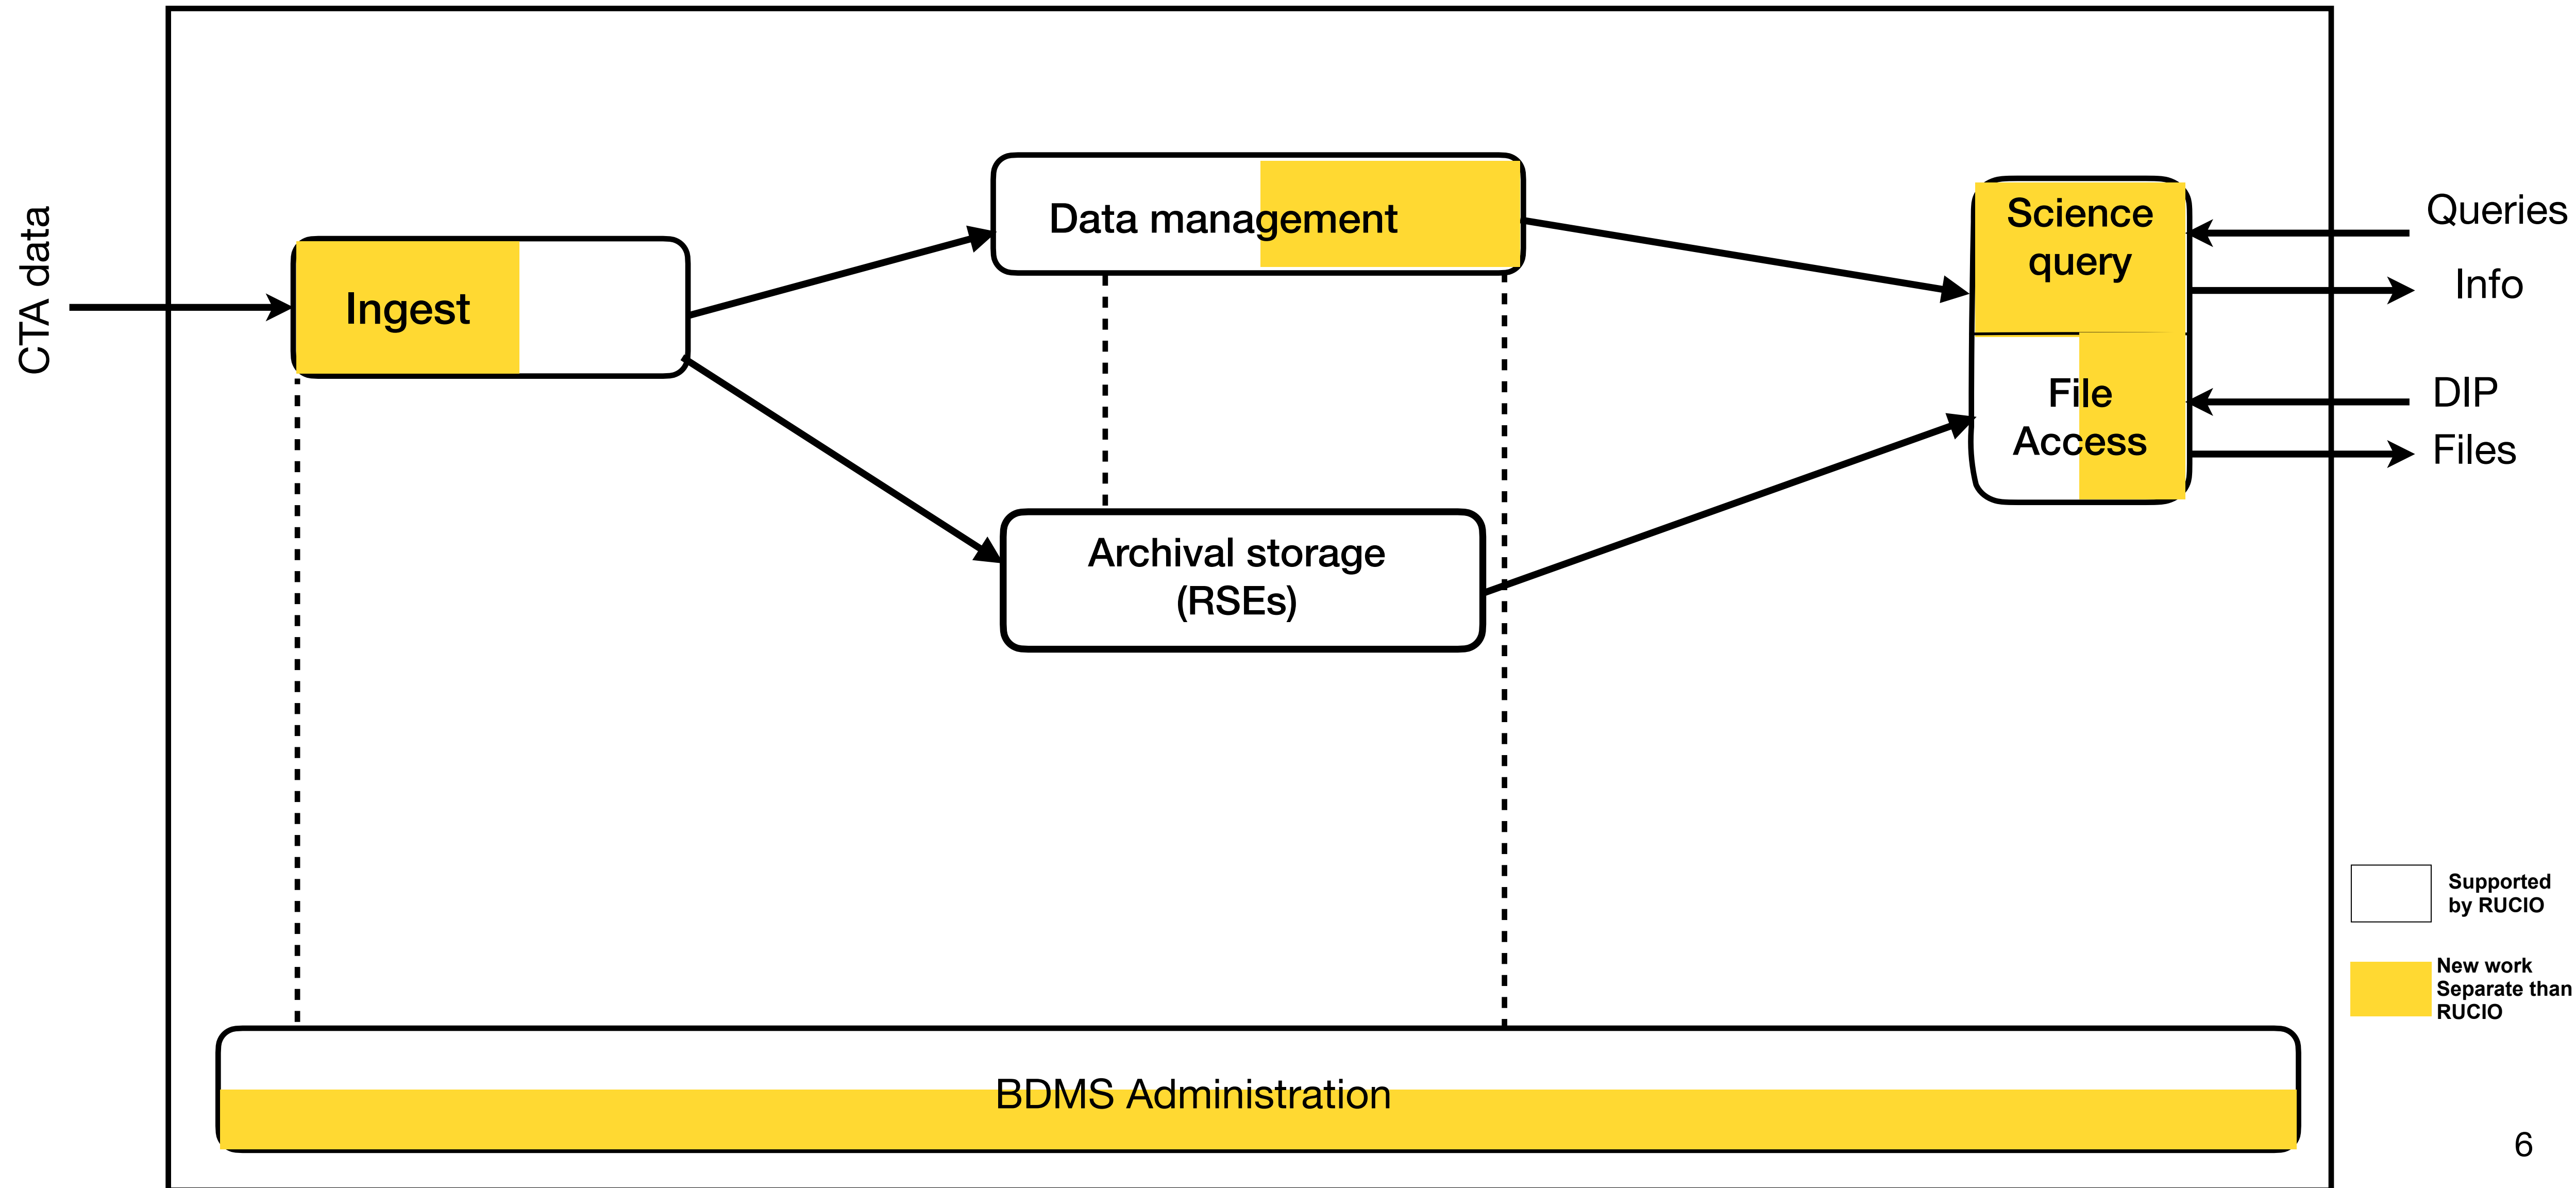 CTA data
Ingest
Data management
Archival storage
(RSEs)
Science
query
File
Access
Queries
Info
DIP
Files
BDMS Administration
Supported
by RUCIO
New work
Separate than
RUCIO
6